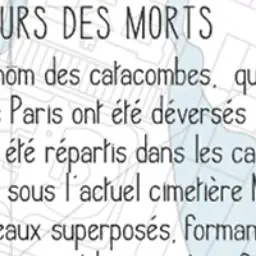 URS DES MORTS
nom des catacombes, qu
Paris ont été déversés
été répartis dans les ca
sous l'actuel cimetière
eaux superposés, forman